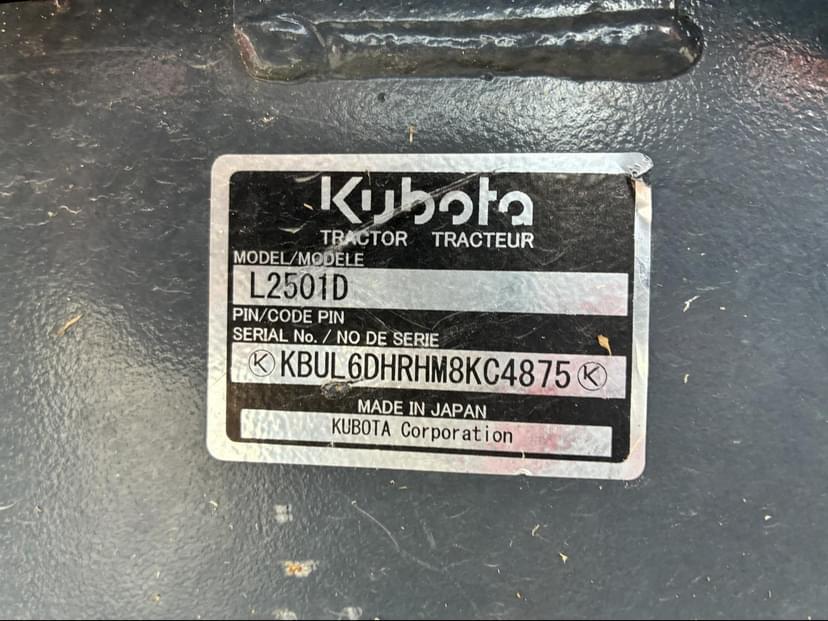 Kubota
TRACTOR TRACTEUR
MODEL/MODELE
L2501D
PIN/CODE PIN
SERIAL No. / NO DE SERIE
KBUL6DHRHM8KC4875
MADE IN JAPAN
KUBOTA Corporation